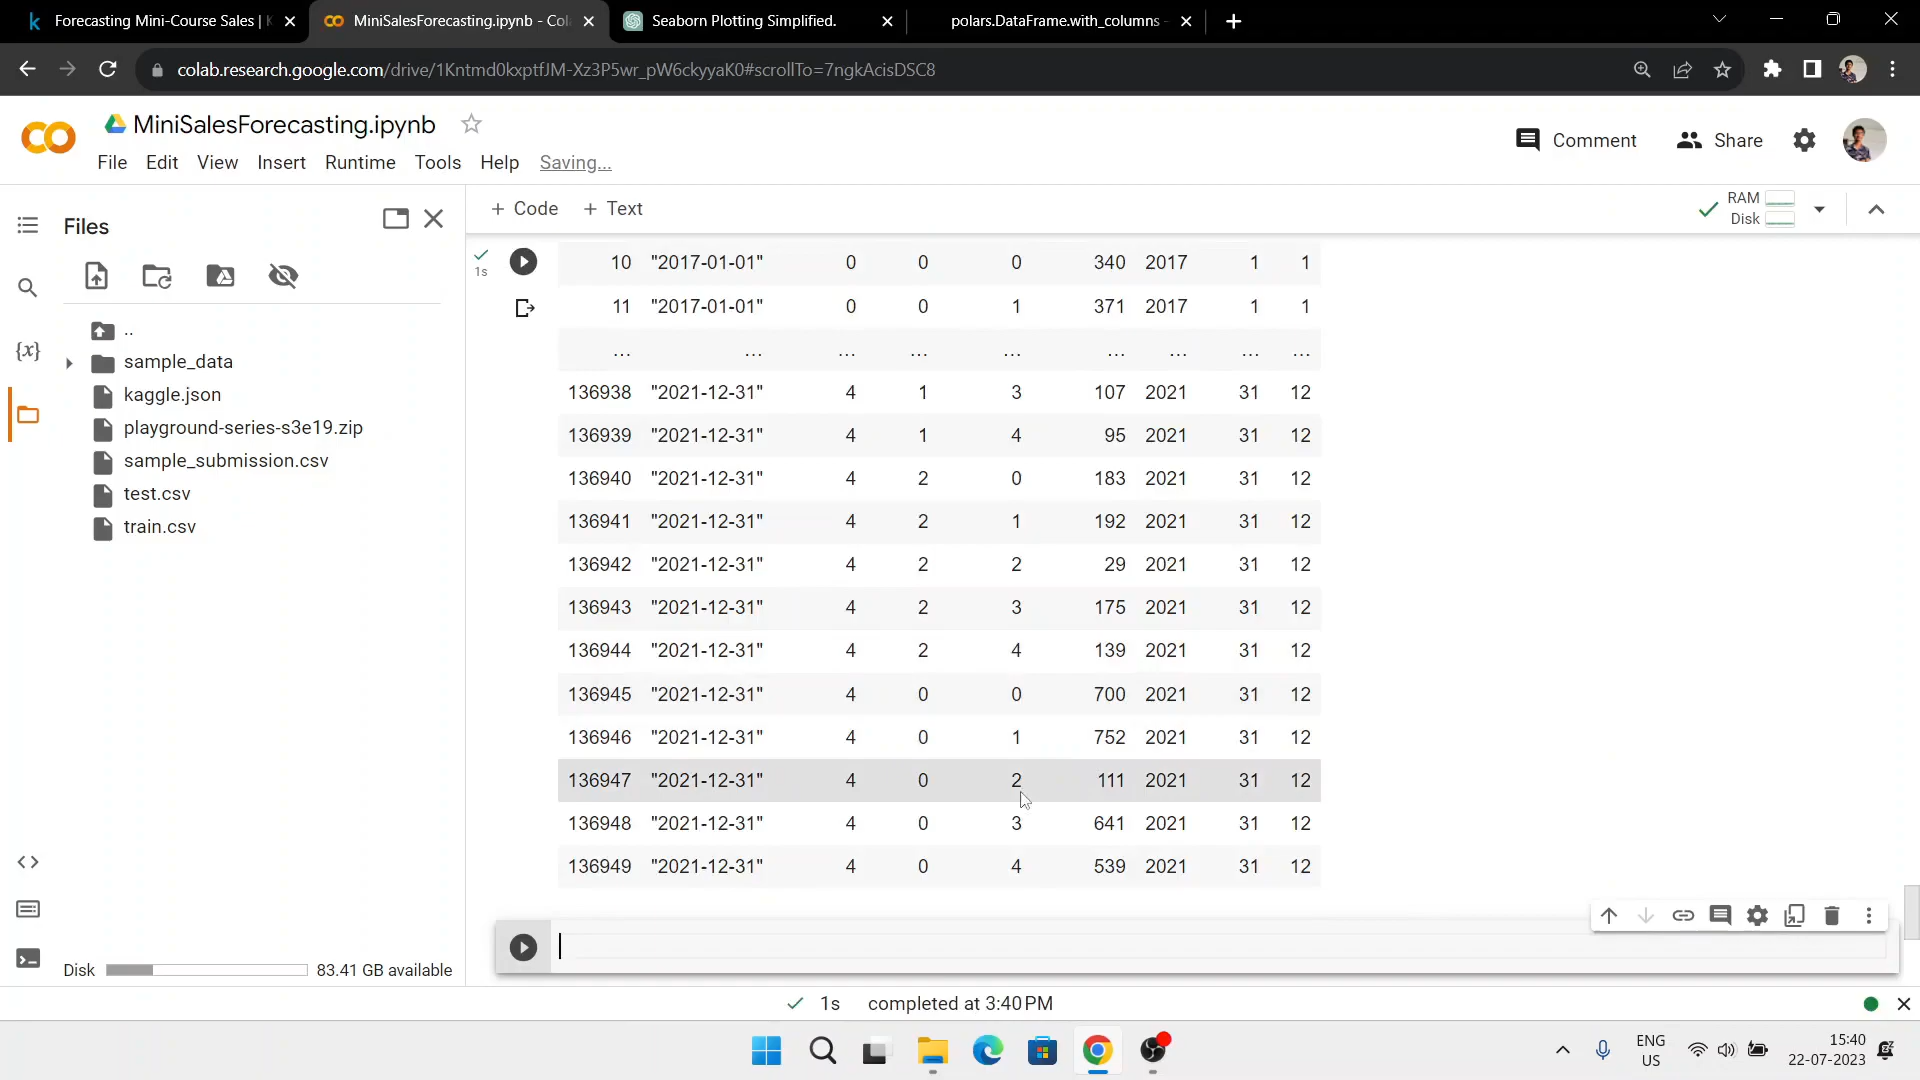 Forecasting Mini-Course Sales | K
MiniSalesForecasting.ipynb - Col
Seaborn Plotting Simplified.
polars.DataFrame.with_columns -
colab.research.google.com/drive/1Kntmd0kxptfJM-Xz3P5wr_pW6ckyyaK0#scrollTo=7ngkAcisDSC8
MiniSalesForecasting.ipynb
Comment
Share
File Edit View Insert Runtime Tools Help Saving...
Files
+ Code + Text
RAM
Disk
..
sample_data
kaggle.json
playground-series-s3e19.zip
sample_submission.csv
test.csv
train.csv
{x}
1s
10 "2017-01-01" 0 0 0 340 2017 1 1
11 "2017-01-01" 0 0 1 371 2017 1 1
... ... ... ... ... ... ... ... ...
136938 "2021-12-31" 4 1 3 107 2021 31 12
136939 "2021-12-31" 4 1 4 95 2021 31 12
136940 "2021-12-31" 4 2 0 183 2021 31 12
136941 "2021-12-31" 4 2 1 192 2021 31 12
136942 "2021-12-31" 4 2 2 29 2021 31 12
136943 "2021-12-31" 4 2 3 175 2021 31 12
136944 "2021-12-31" 4 2 4 139 2021 31 12
136945 "2021-12-31" 4 0 0 700 2021 31 12
136946 "2021-12-31" 4 0 1 752 2021 31 12
136947 "2021-12-31" 4 0 2 111 2021 31 12
136948 "2021-12-31" 4 0 3 641 2021 31 12
136949 "2021-12-31" 4 0 4 539 2021 31 12
Disk 83.41 GB available
1s completed at 3:40 PM
ENG
US
15:40
22-07-2023